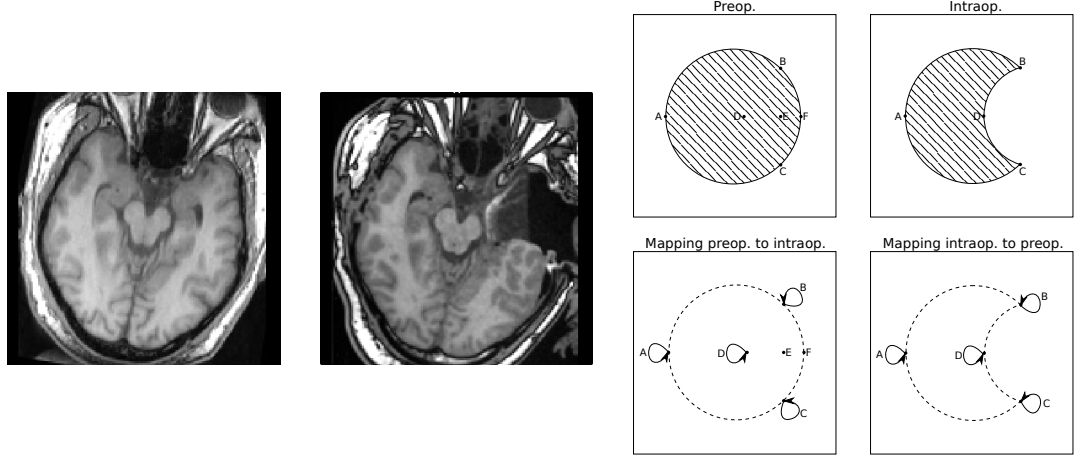 Preop.
Intraop.
B
A
D
E
F
C
B
A
D
C
Mapping preop. to intraop.
Mapping intraop. to preop.
B
A
D
E
F
C
B
A
D
C